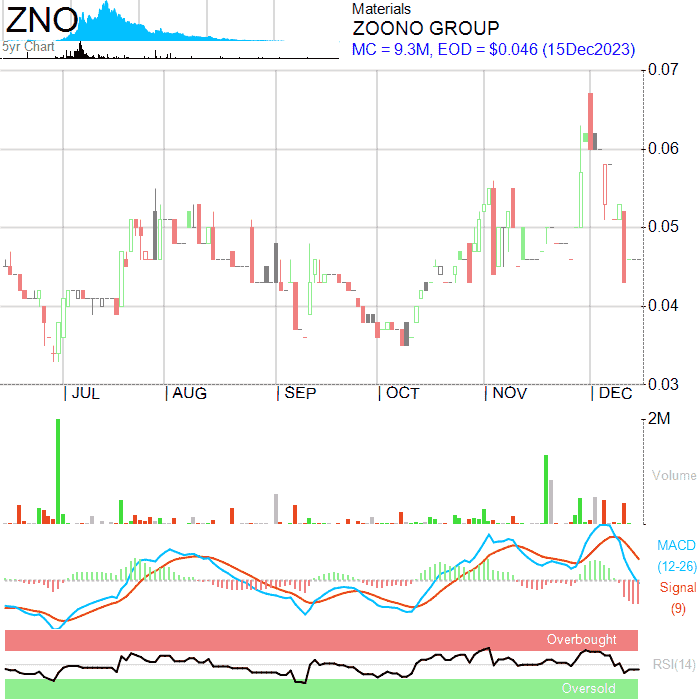 ZNO
5yr Chart
Materials
ZOONO GROUP
MC = 9.3M, EOD = $0.046 (15Dec2023)
0.07
0.06
0.05
0.04
0.03
JUL AUG SEP OCT NOV DEC
2M
Volume
MACD
(12-26)
Signal
(9)
Overbought
RSI(14)
Oversold